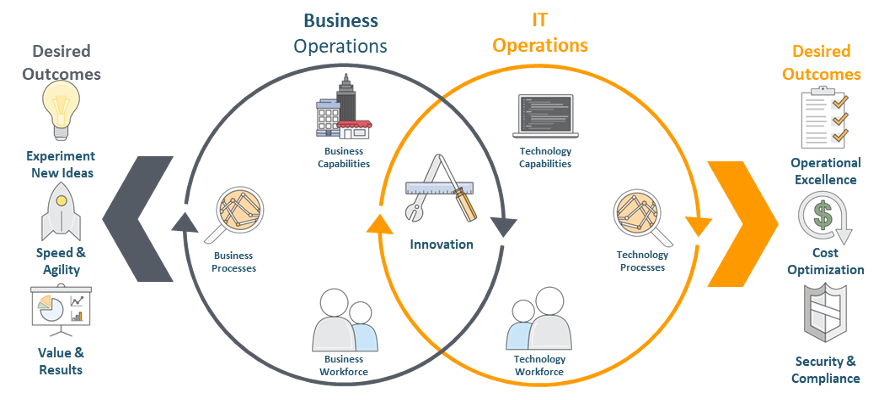 Business
Operations
IT
Operations
Desired
Outcomes
Experiment
New Ideas
Speed &
Agility
Value &
Results
Business
Capabilities
Business
Processes
Business
Workforce
Innovation
Technology
Capabilities
Technology
Processes
Technology
Workforce
Desired
Outcomes
Operational
Excellence
$
Cost
Optimization
Security &
Compliance